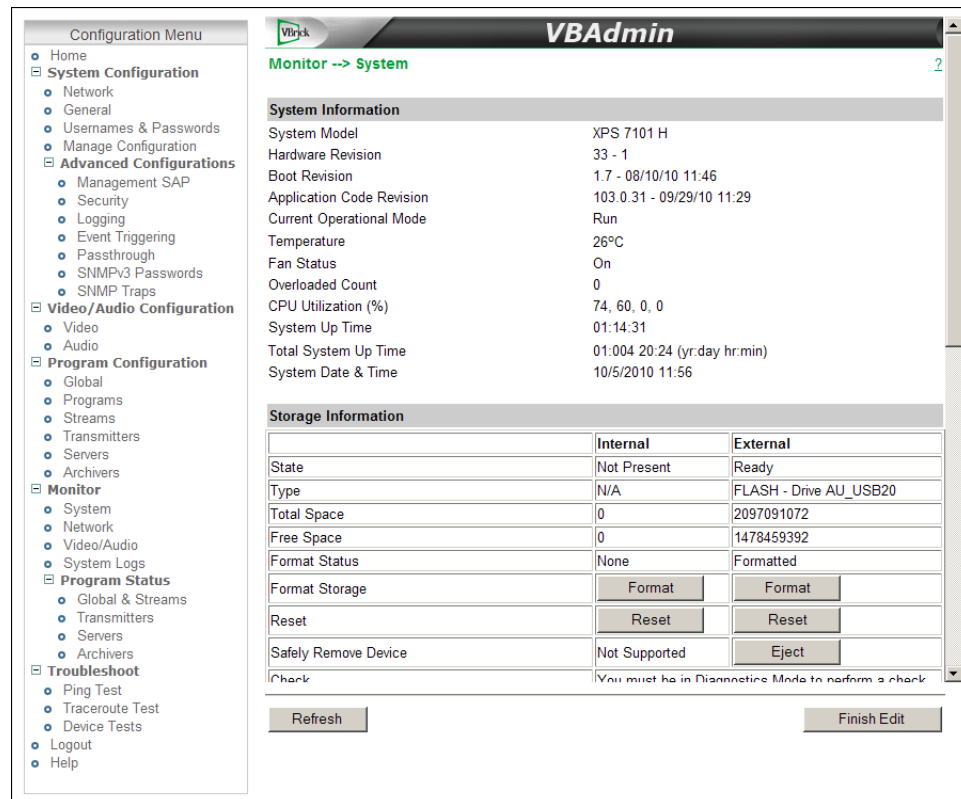 Configuration Menu
Home
System Configuration
Network
General
Usernames & Passwords
Manage Configuration
Advanced Configurations
Management SAP
Security
Logging
Event Triggering
Passthrough
SNMPv3 Passwords
SNMP Traps
Video/Audio Configuration
Video
Audio
Program Configuration
Global
Programs
Streams
Transmitters
Servers
Archivers
Monitor
System
Network
Video/Audio
System Logs
Program Status
Global & Streams
Transmitters
Servers
Archivers
Troubleshoot
Ping Test
Traceroute Test
Device Tests
Logout
Help
VBrick VBAdmin
Monitor --> System ?
System Information
System Model XPS 7101 H
Hardware Revision 33 - 1
Boot Revision 1.7 - 08/10/10 11:46
Application Code Revision 103.0.31 - 09/29/10 11:29
Current Operational Mode Run
Temperature 26ºC
Fan Status On
Overloaded Count 0
CPU Utilization (%) 74, 60, 0, 0
System Up Time 01:14:31
Total System Up Time 01:004 20:24 (yr:day hr:min)
System Date & Time 10/5/2010 11:56
Storage Information
Internal External
State Not Present Ready
Type N/A FLASH - Drive AU_USB20
Total Space 0 2097091072
Free Space 0 1478459392
Format Status None Formatted
Format Storage Format Format
Reset Reset Reset
Safely Remove Device Not Supported Eject
Check You must be in Diagnostics Mode to perform a check
Refresh Finish Edit